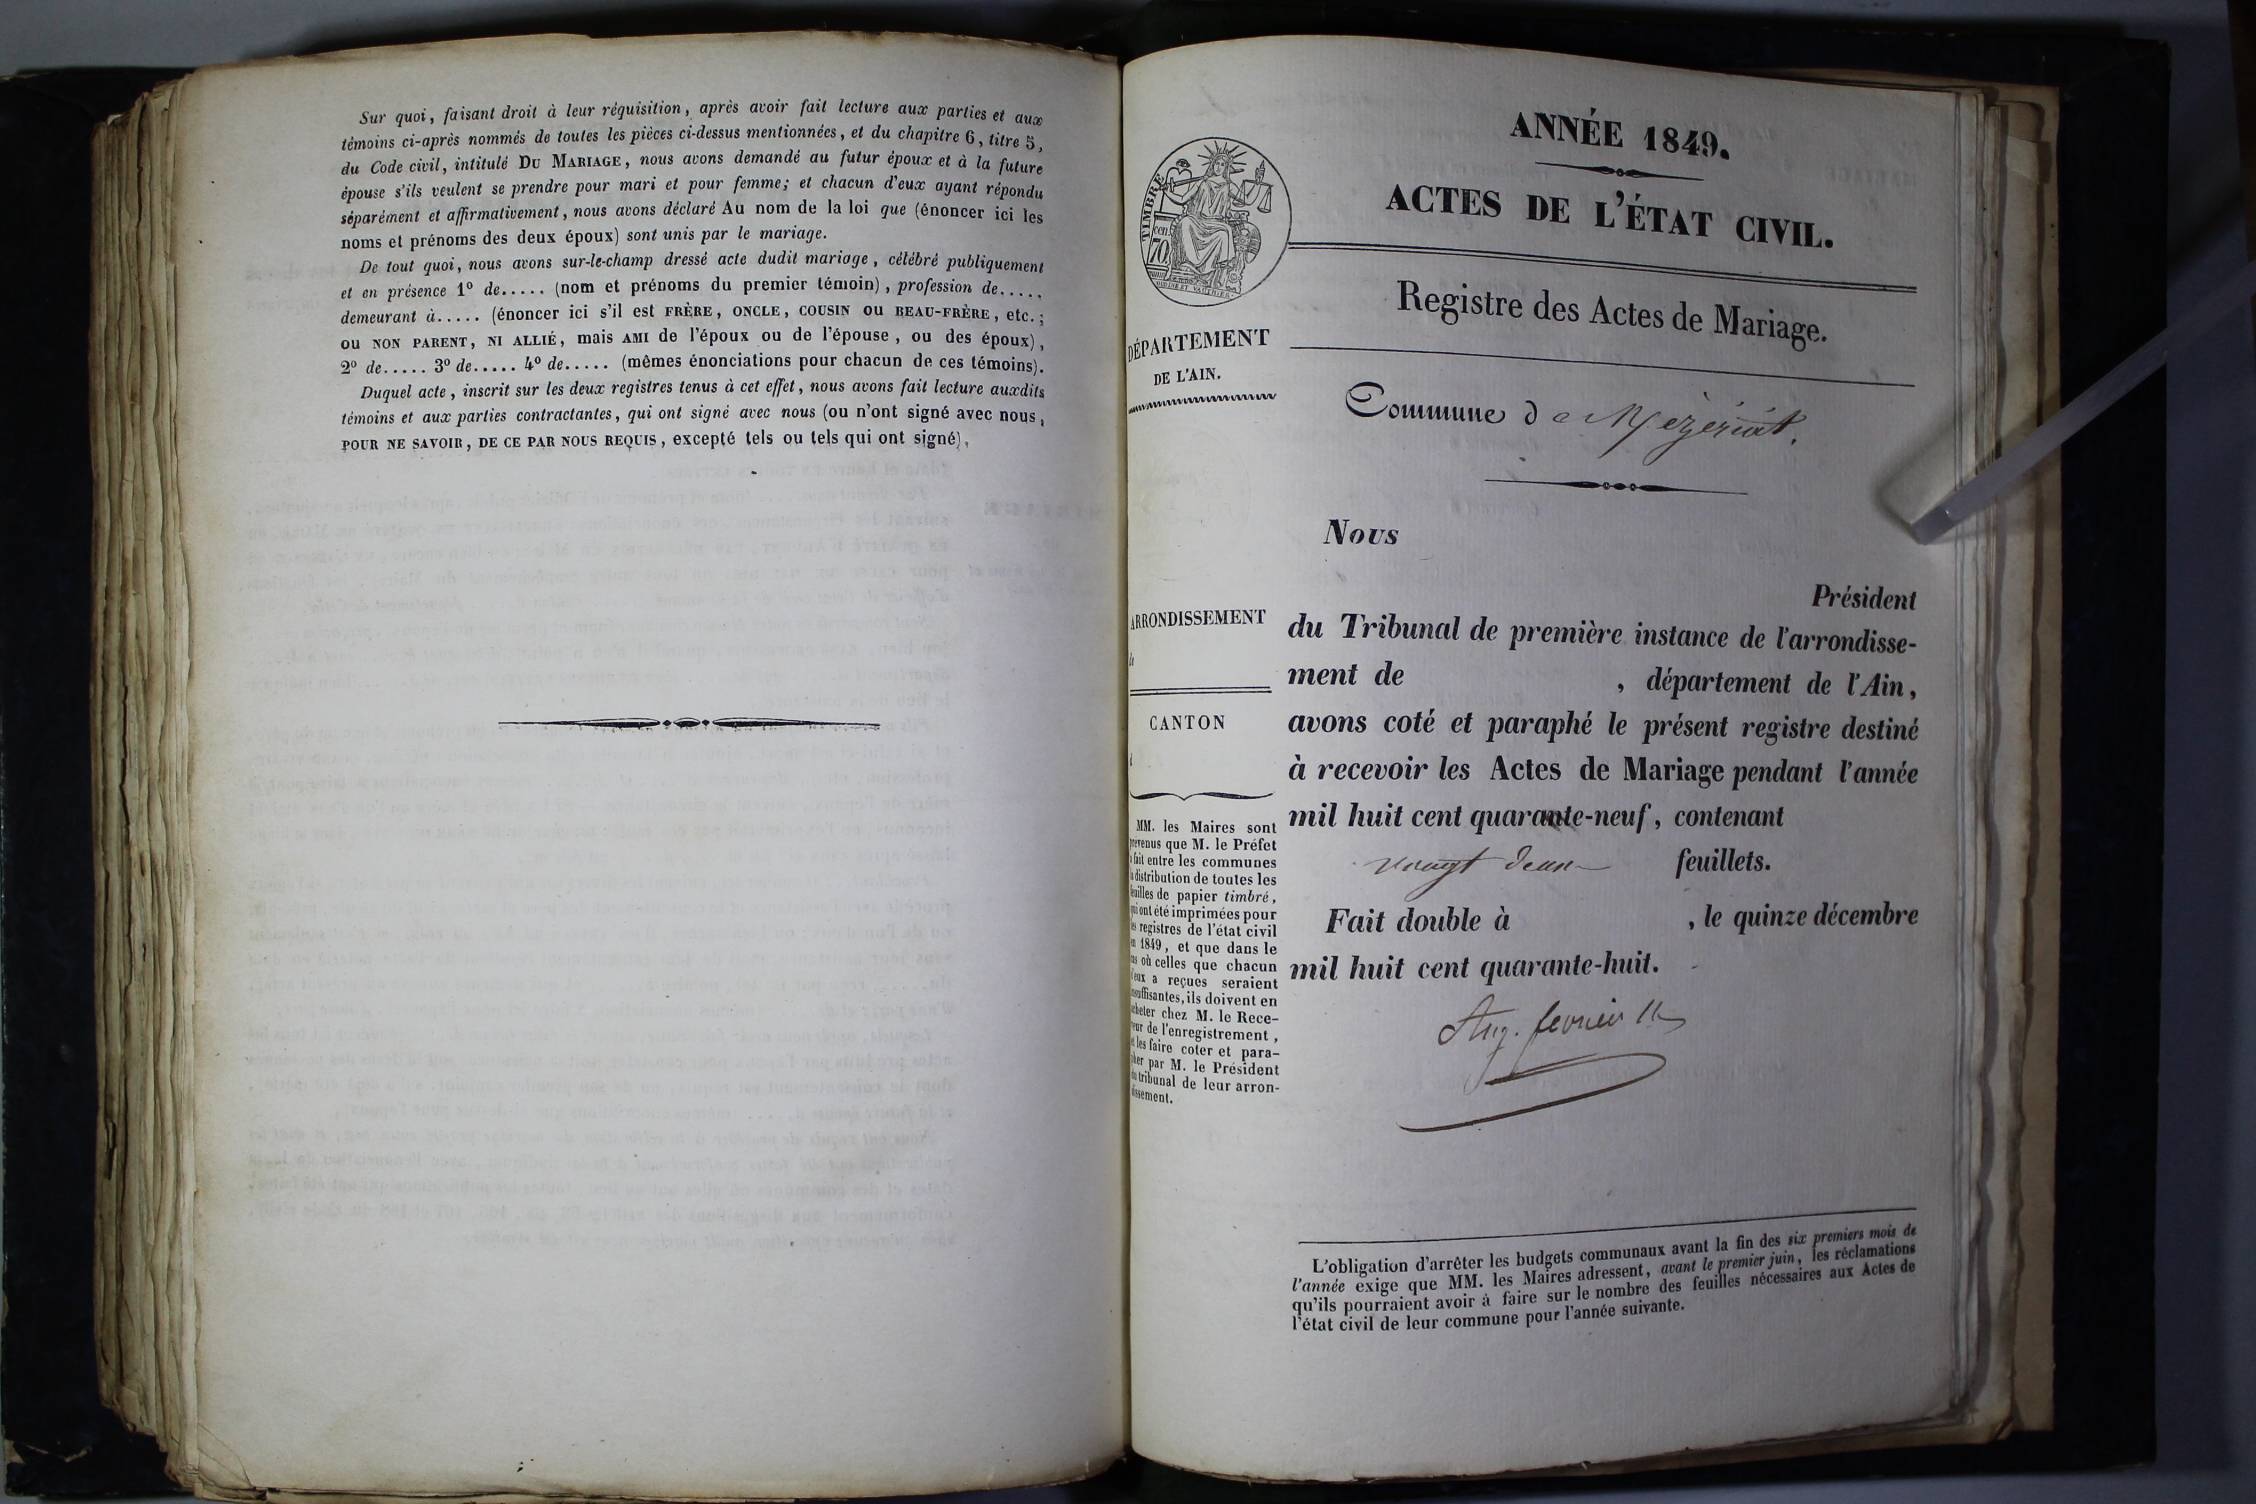 Sur quoi, faisant droit à leur réquisition, après avoir fait lecture aux parties et aux
témoins ci-après nommés de toutes les pièces ci-dessus mentionnées, et du chapitre 6, titre 5,
du Code civil, intitulé DU MARIAGE, nous avons demandé au futur époux et à la future
épouse s'ils veulent se prendre pour mari et pour femme; et chacun d'eux ayant répondu
séparément et affirmativement, nous avons déclaré Au nom de la loi que (énoncer ici les
noms et prénoms des deux époux) sont unis par le mariage.
De tout quoi, nous avons sur-le-champ dressé acte dudit mariage, célébré publiquement
et en présence 1º de..... (nom et prénoms du premier témoin), profession de.....,
demeurant à..... (énoncer ici s'il est FRÈRE, ONCLE, COUSIN ou BEAU-FRÈRE, etc.;
ou NON PARENT, NI ALLIÉ, mais AMI de l'époux ou de l'épouse, ou des époux),
2º de..... 3º de..... 4º de..... (mêmes énonciations pour chacun de ces témoins).
Duquel acte, inscrit sur les deux registres tenus à cet effet, nous avons fait lecture auxdits
témoins et aux parties contractantes, qui ont signé avec nous (ou n'ont signé avec nous,
POUR NE SAVOIR, DE CE PAR NOUS REQUIS, excepté tels ou tels qui ont signé),
ANNÉE 1849.
ACTES DE L'ÉTAT CIVIL.
TIMBRE
cen.
70
Registre des Actes de Mariage.
DÉPARTEMENT
DE L'AIN.
Commune de Mézériat.
Nous
Président
ARRONDISSEMENT
du Tribunal de première instance de l'arrondisse-
ment de , département de l'Ain,
CANTON
avons coté et paraphé le présent registre destiné
à recevoir les Actes de Mariage pendant l'année
mil huit cent quarante-neuf, contenant
vingt deux feuillets.
Fait double à , le quinze décembre
mil huit cent quarante-huit.
MM. les Maires sont
prévenus que M. le Préfet
a fait entre les communes
la distribution de toutes les
feuilles de papier timbré,
qui ont été imprimées pour
les registres de l'état civil
en 1849, et que dans le
cas où celles que chacun
d'eux a reçues seraient
insuffisantes, ils doivent en
acheter chez M. le Rece-
veur de l'enregistrement,
et les faire coter et para-
pher par M. le Président
du tribunal de leur arron-
dissement.
L'obligation d'arrêter les budgets communaux avant la fin des six premiers mois de
l'année exige que MM. les Maires adressent, avant le premier juin, les réclamations
qu'ils pourraient avoir à faire sur le nombre des feuilles nécessaires aux Actes de
l'état civil de leur commune pour l'année suivante.